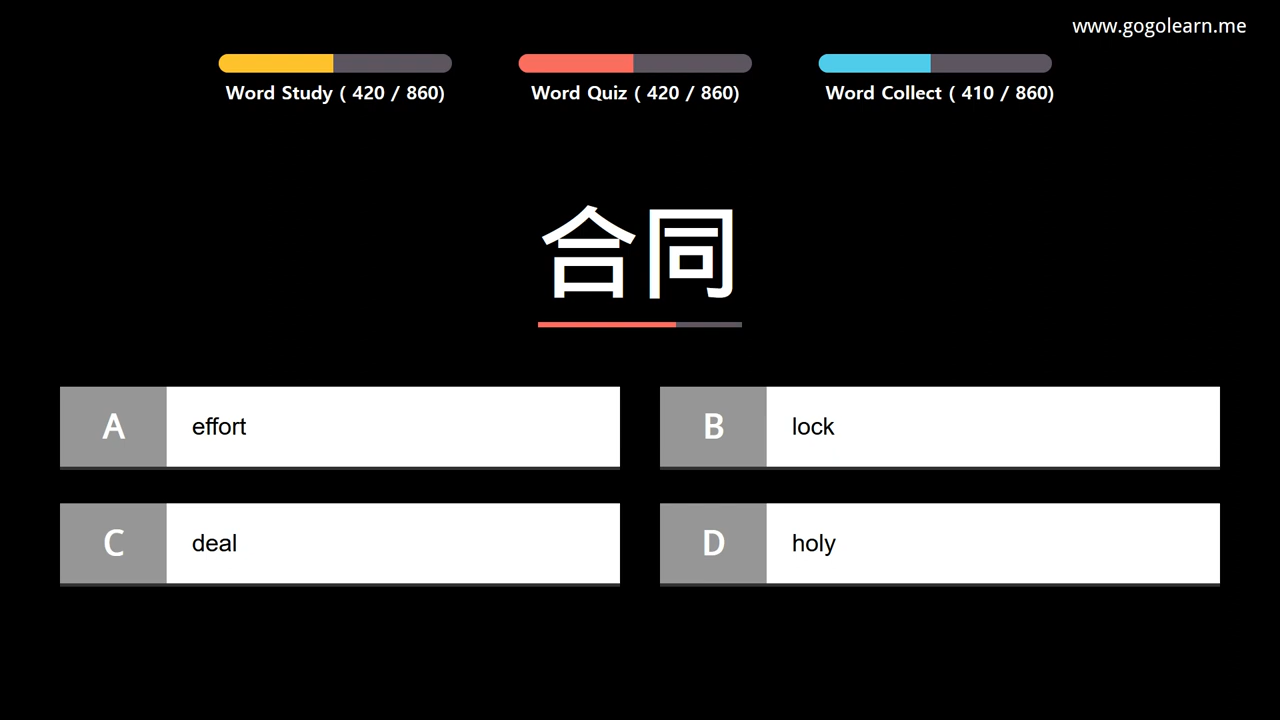 www.gogolearn.me
Word Study ( 420 / 860)
Word Quiz ( 420 / 860)
Word Collect ( 410 / 860)
合同
A effort
B lock
C deal
D holy